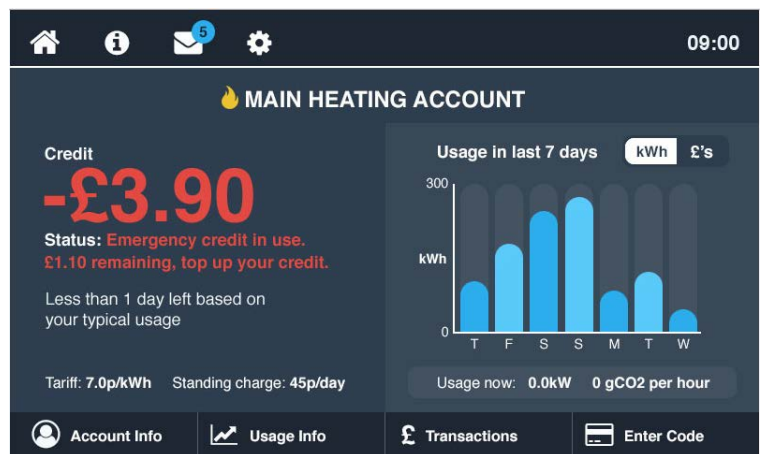 5
09:00
MAIN HEATING ACCOUNT
Credit
-£3.90
Status: Emergency credit in use.
£1.10 remaining, top up your credit.
Less than 1 day left based on
your typical usage
Tariff: 7.0p/kWh Standing charge: 45p/day
Usage in last 7 days kWh £'s
300
kWh
0
T F S S M T W
Usage now: 0.0kW 0 gCO2 per hour
Account Info Usage Info £ Transactions Enter Code